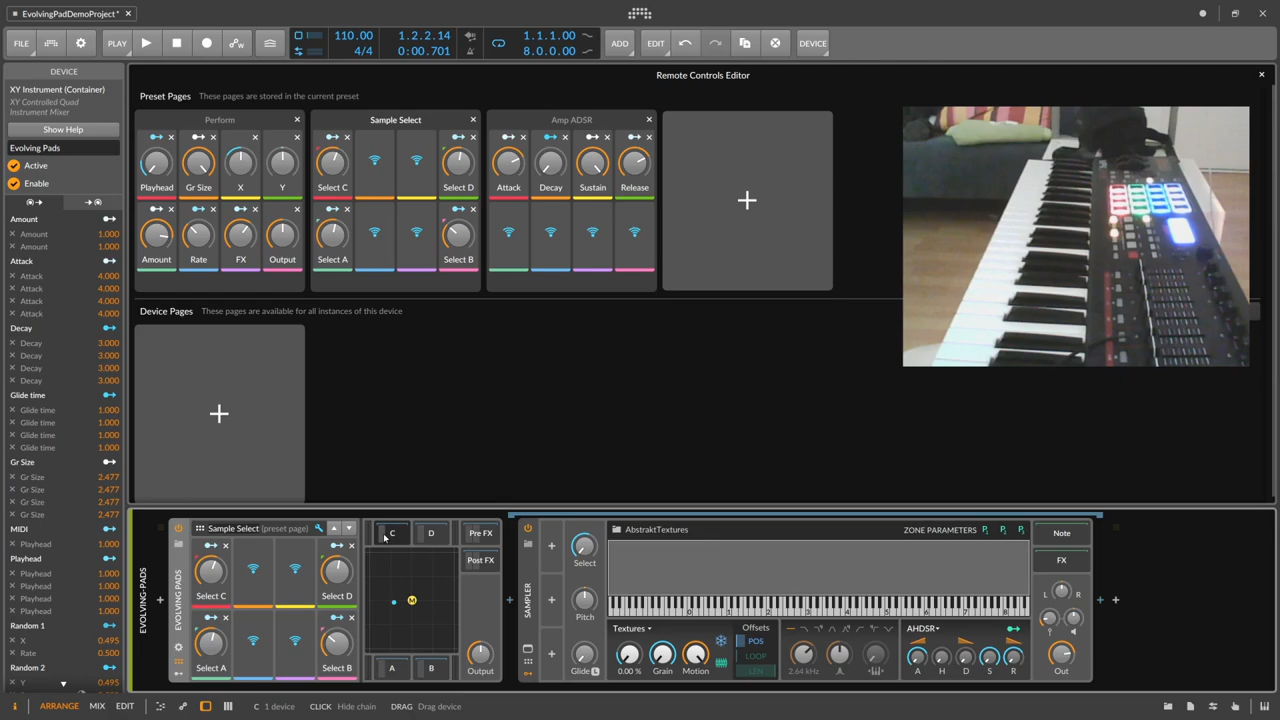 EvolvingPadDemoProject*
FILE
PLAY
110.00
4/4
1.2.2.14
0:00.701
1.1.1.00
8.0.0.00
ADD
EDIT
DEVICE
DEVICE
XY Instrument (Container)
XY Controlled Quad
Instrument Mixer
Show Help
Evolving Pads
Active
Enable
Amount
Amount 1.000
Amount 1.000
Attack
Attack 4.000
Attack 4.000
Attack 4.000
Attack 4.000
Decay
Decay 3.000
Decay 3.000
Decay 3.000
Decay 3.000
Glide time
Glide time 1.000
Glide time 1.000
Glide time 1.000
Glide time 1.000
Gr Size
Gr Size 2.477
Gr Size 2.477
Gr Size 2.477
Gr Size 2.477
MIDI
Playhead 1.000
Playhead
Playhead 1.000
Playhead 1.000
Playhead 1.000
Playhead 1.000
Random 1
X 0.495
Rate 0.500
Random 2
Y 0.495
Remote Controls Editor
Preset Pages These pages are stored in the current preset
Perform
Playhead Gr Size X Y
Amount Rate FX Output
Sample Select
Select C Select D
Select A Select B
Amp ADSR
Attack Decay Sustain Release
Device Pages These pages are available for all instances of this device
EVOLVING-PADS
EVOLVING PADS
Sample Select (preset page)
Select C Select D
Select A Select B
C D
M
A B
Pre FX
Post FX
Output
SAMPLER
Select
Pitch
Glide L
AbstraktTextures
ZONE PARAMETERS P P P
0 1 2 3 4 5 6 7 8
Textures
0.00 % Grain Motion
Offsets
POS
LOOP
LEN
2.64 kHz
AHDSR
A H D S R
Note
FX
L R
Out
i ARRANGE MIX EDIT
C 1 device CLICK Hide chain DRAG Drag device